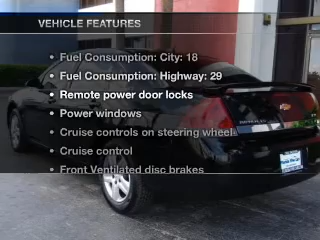 VEHICLE FEATURES
• Fuel Consumption: City: 18
• Fuel Consumption: Highway: 29
• Remote power door locks
• Power windows
• Cruise controls on steering wheel
• Cruise control
• Front Ventilated disc brakes